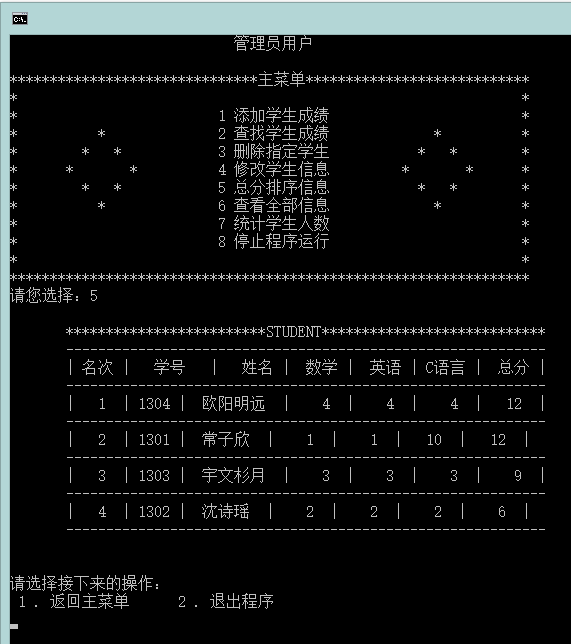 C:\.
管理员用户
*******************************主菜单****************************
* *
* 1 添加学生成绩 *
* * 2 查找学生成绩 * *
* * * 3 删除指定学生 * * *
* * * 4 修改学生信息 * * *
* * * 5 总分排序信息 * * *
* * 6 查看全部信息 * *
* 7 统计学生人数 *
* 8 停止程序运行 *
* *
*****************************************************************
请您选择：5
*************************STUDENT****************************
------------------------------------------------------------
| 名次 | 学号 | 姓名 | 数学 | 英语 | C语言 | 总分 |
------------------------------------------------------------
| 1 | 1304 | 欧阳明远 | 4 | 4 | 4 | 12 |
------------------------------------------------------------
| 2 | 1301 | 常子欣 | 1 | 1 | 10 | 12 |
------------------------------------------------------------
| 3 | 1303 | 宇文杉月 | 3 | 3 | 3 | 9 |
------------------------------------------------------------
| 4 | 1302 | 沈诗瑶 | 2 | 2 | 2 | 6 |
------------------------------------------------------------
请选择接下来的操作：
1 . 返回主菜单 2 . 退出程序